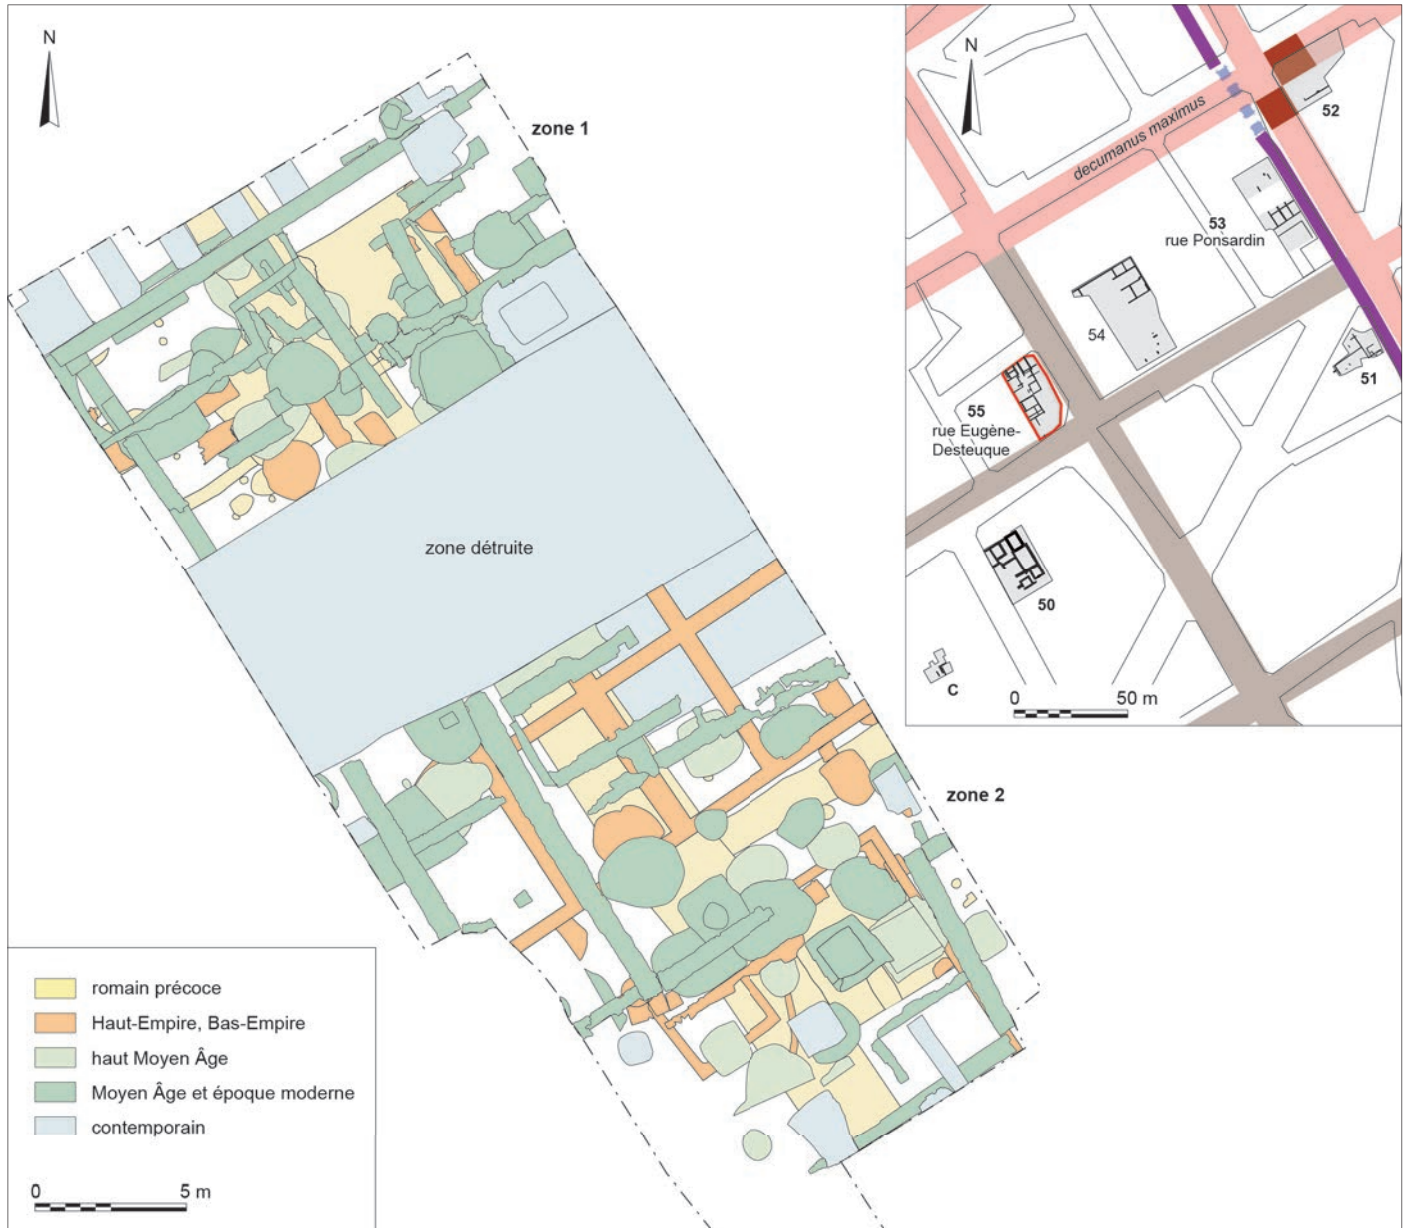 N
zone 1
zone détruite
zone 2
romain précoce
Haut-Empire, Bas-Empire
haut Moyen Âge
Moyen Âge et époque moderne
contemporain
0 5 m
N
decumanus maximus
52
53
rue Ponsardin
54
51
55
rue Eugène-
Desteuque
50
C
0 50 m